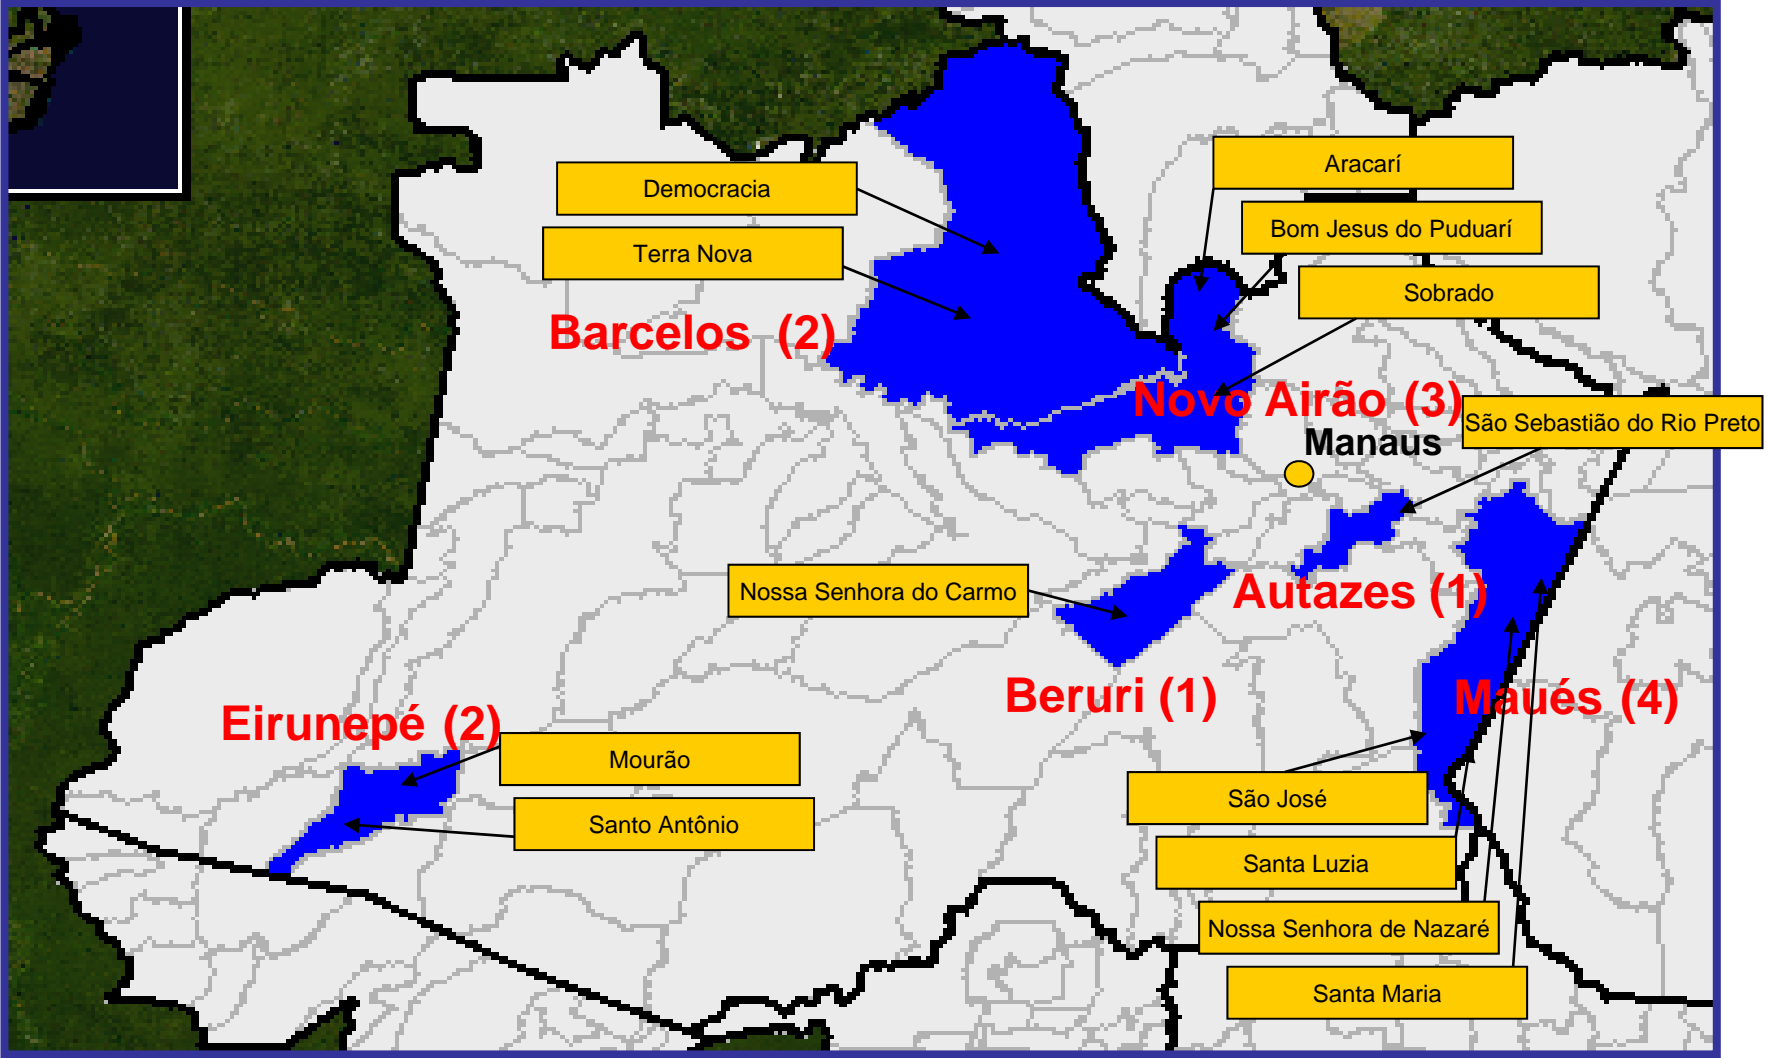 Aracarí
Democracia
Bom Jesus do Puduarí
Terra Nova
Sobrado
Barcelos (2)
Novo Airão (3)
São Sebastião do Rio Preto
Manaus
Nossa Senhora do Carmo
Autazes (1)
Beruri (1)
Maués (4)
Eirunepé (2)
Mourão
São José
Santo Antônio
Santa Luzia
Nossa Senhora de Nazaré
Santa Maria